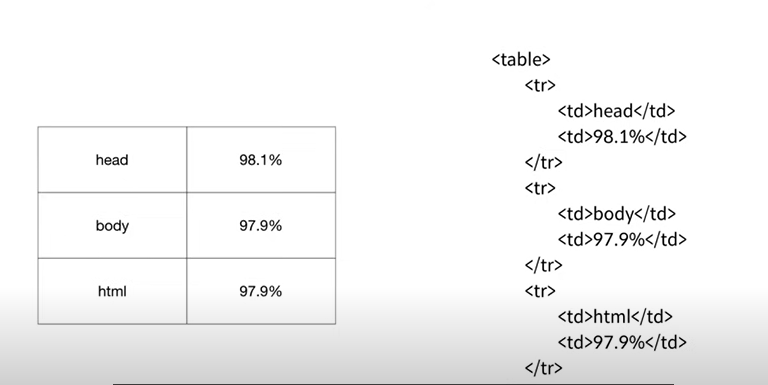 head 98.1%
body 97.9%
html 97.9%
<table>
<tr>
<td>head</td>
<td>98.1%</td>
</tr>
<tr>
<td>body</td>
<td>97.9%</td>
</tr>
<tr>
<td>html</td>
<td>97.9%</td>
</tr>